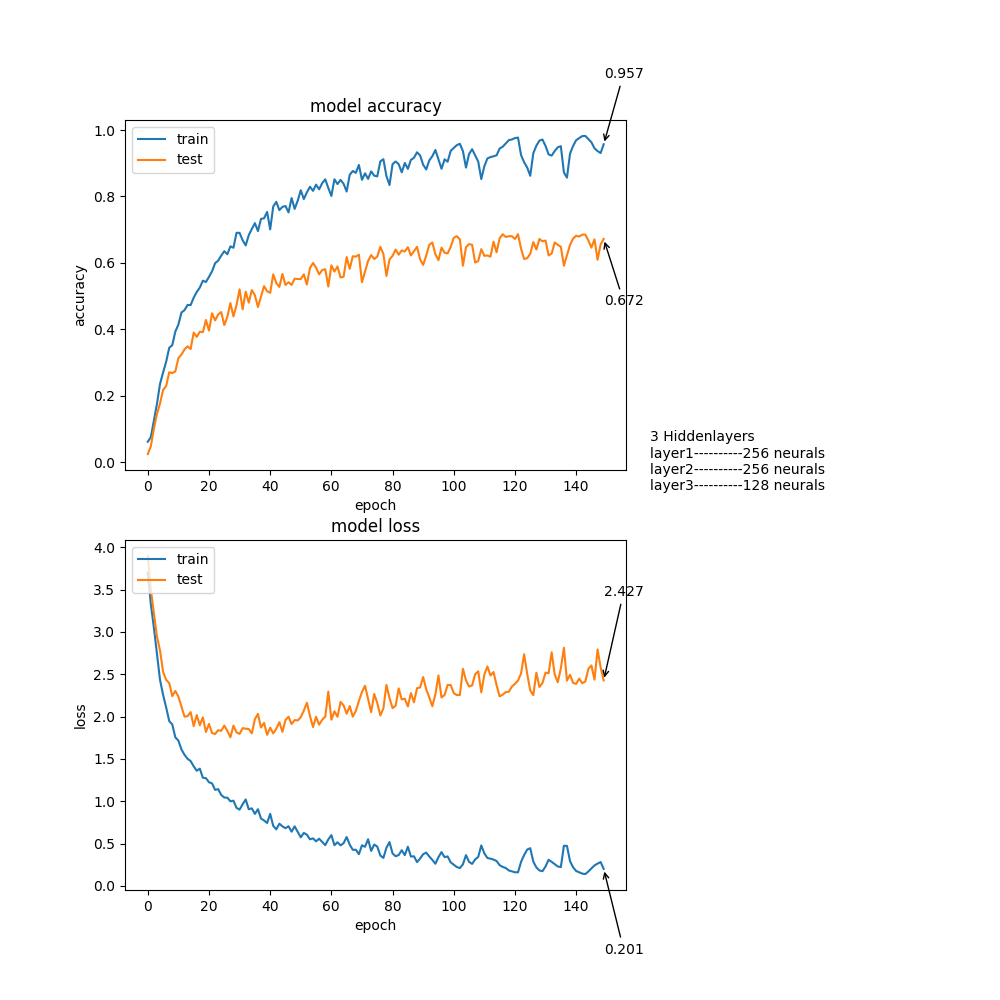 0.957
model accuracy
1.0
train
test
0.8
0.6
accuracy
0.672
0.4
0.2
0.0
3 Hiddenlayers
layer1----------256 neurals
layer2----------256 neurals
layer3----------128 neurals
0 20 40 60 80 100 120 140
epoch
model loss
4.0
train
test
3.5
2.427
3.0
2.5
loss
2.0
1.5
1.0
0.5
0.0
0 20 40 60 80 100 120 140
epoch
0.201